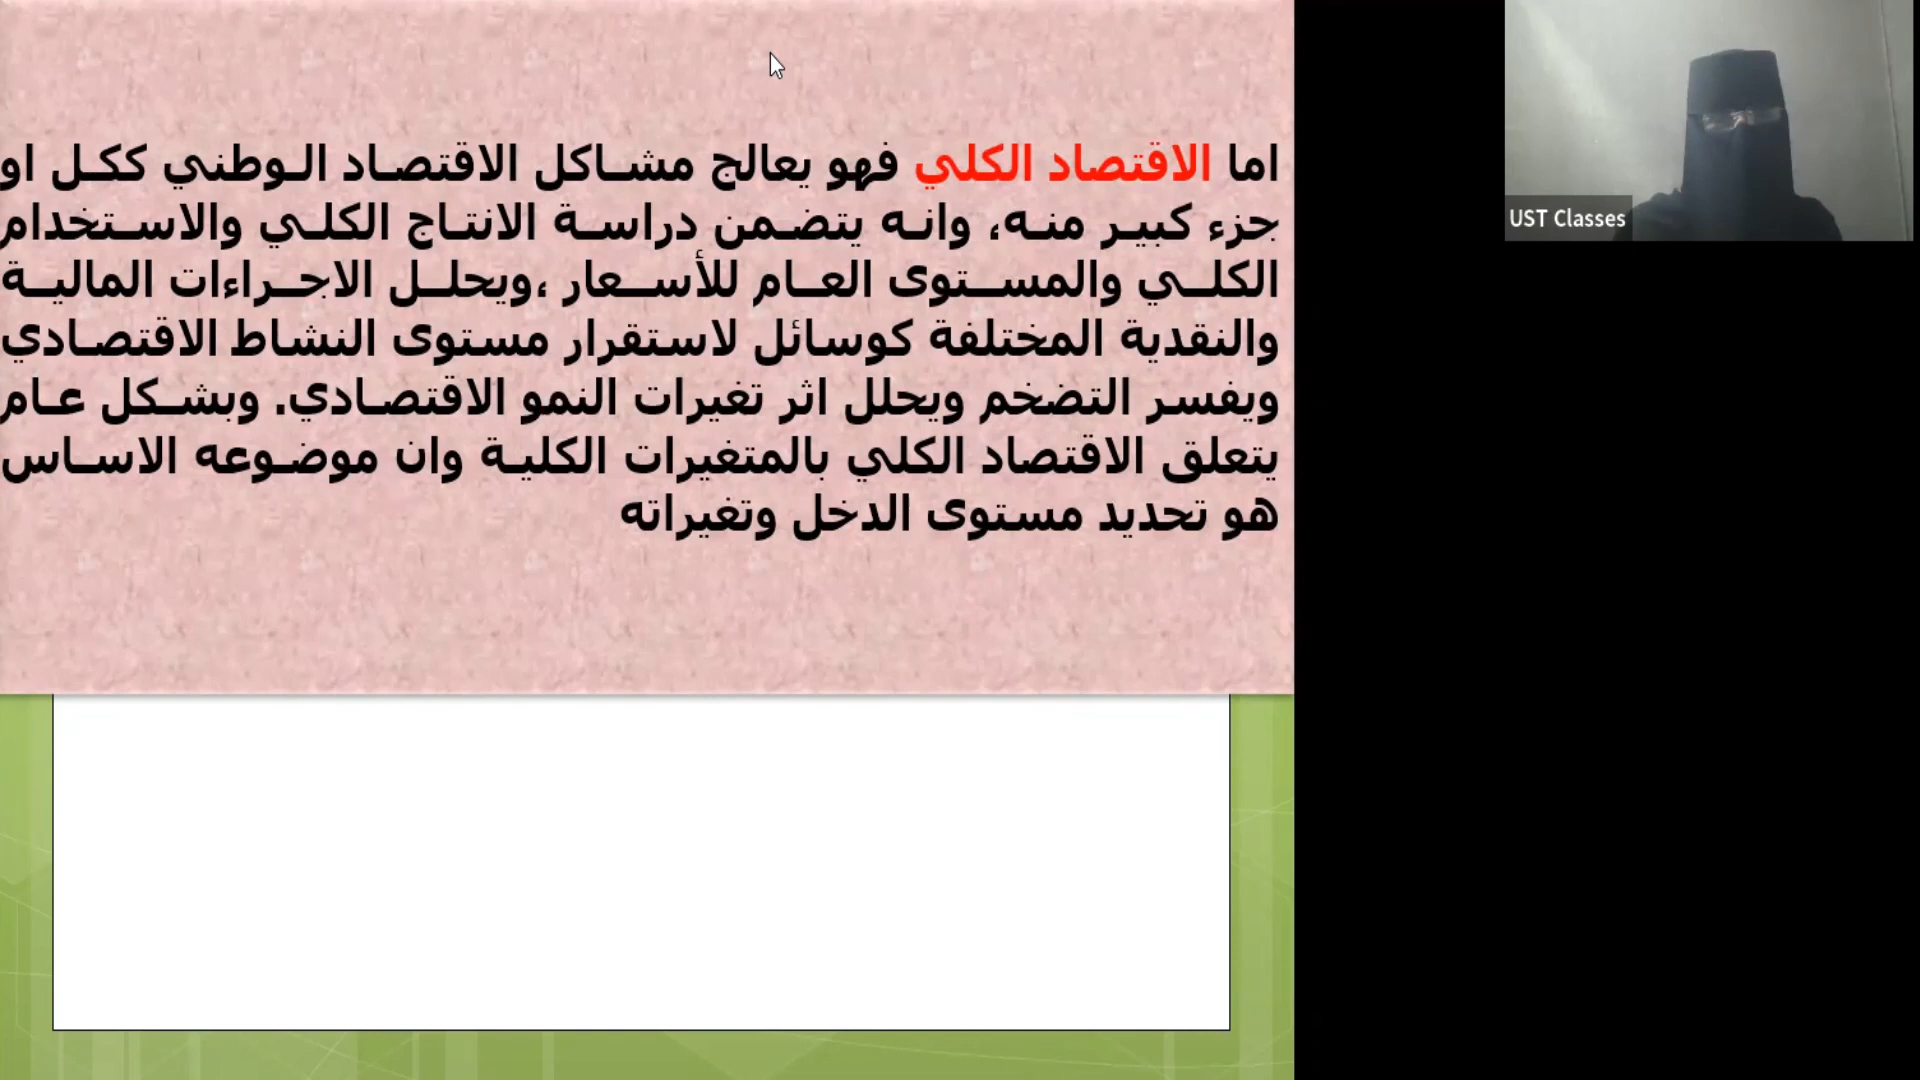 اما الاقتصاد الكلي فهو يعالج مشاكل الاقتصاد الوطني ككل او
جزء كبير منه، وانه يتضمن دراسة الانتاج الكلي والاستخدام
الكلي والمستوى العام للأسعار ،ويحلل الاجراءات المالية
والنقدية المختلفة كوسائل لاستقرار مستوى النشاط الاقتصادي
ويفسر التضخم ويحلل اثر تغيرات النمو الاقتصادي. وبشكل عام
يتعلق الاقتصاد الكلي بالمتغيرات الكلية وان موضوعه الاساس
هو تحديد مستوى الدخل وتغيراته
UST Classes